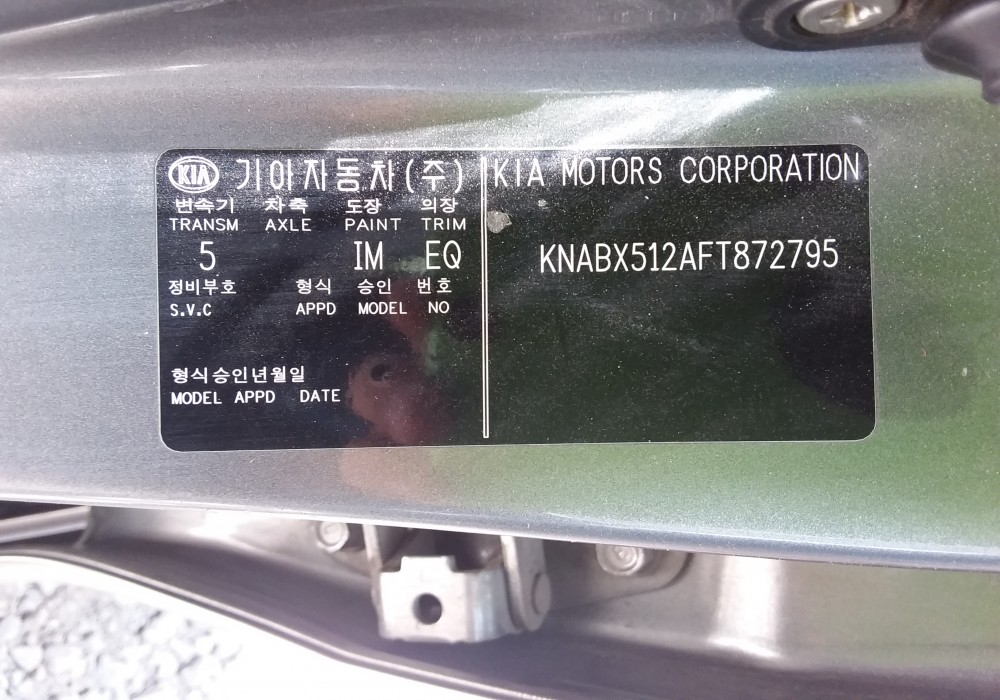 KIA 기아자동차(주)
변속기 차축 도장 의장
TRANSM AXLE PAINT TRIM
5 IM EQ
정비부호 형식 승인 번호
S.V.C APPD MODEL NO
형식승인년월일
MODEL APPD DATE
KIA MOTORS CORPORATION
KNABX512AFT872795